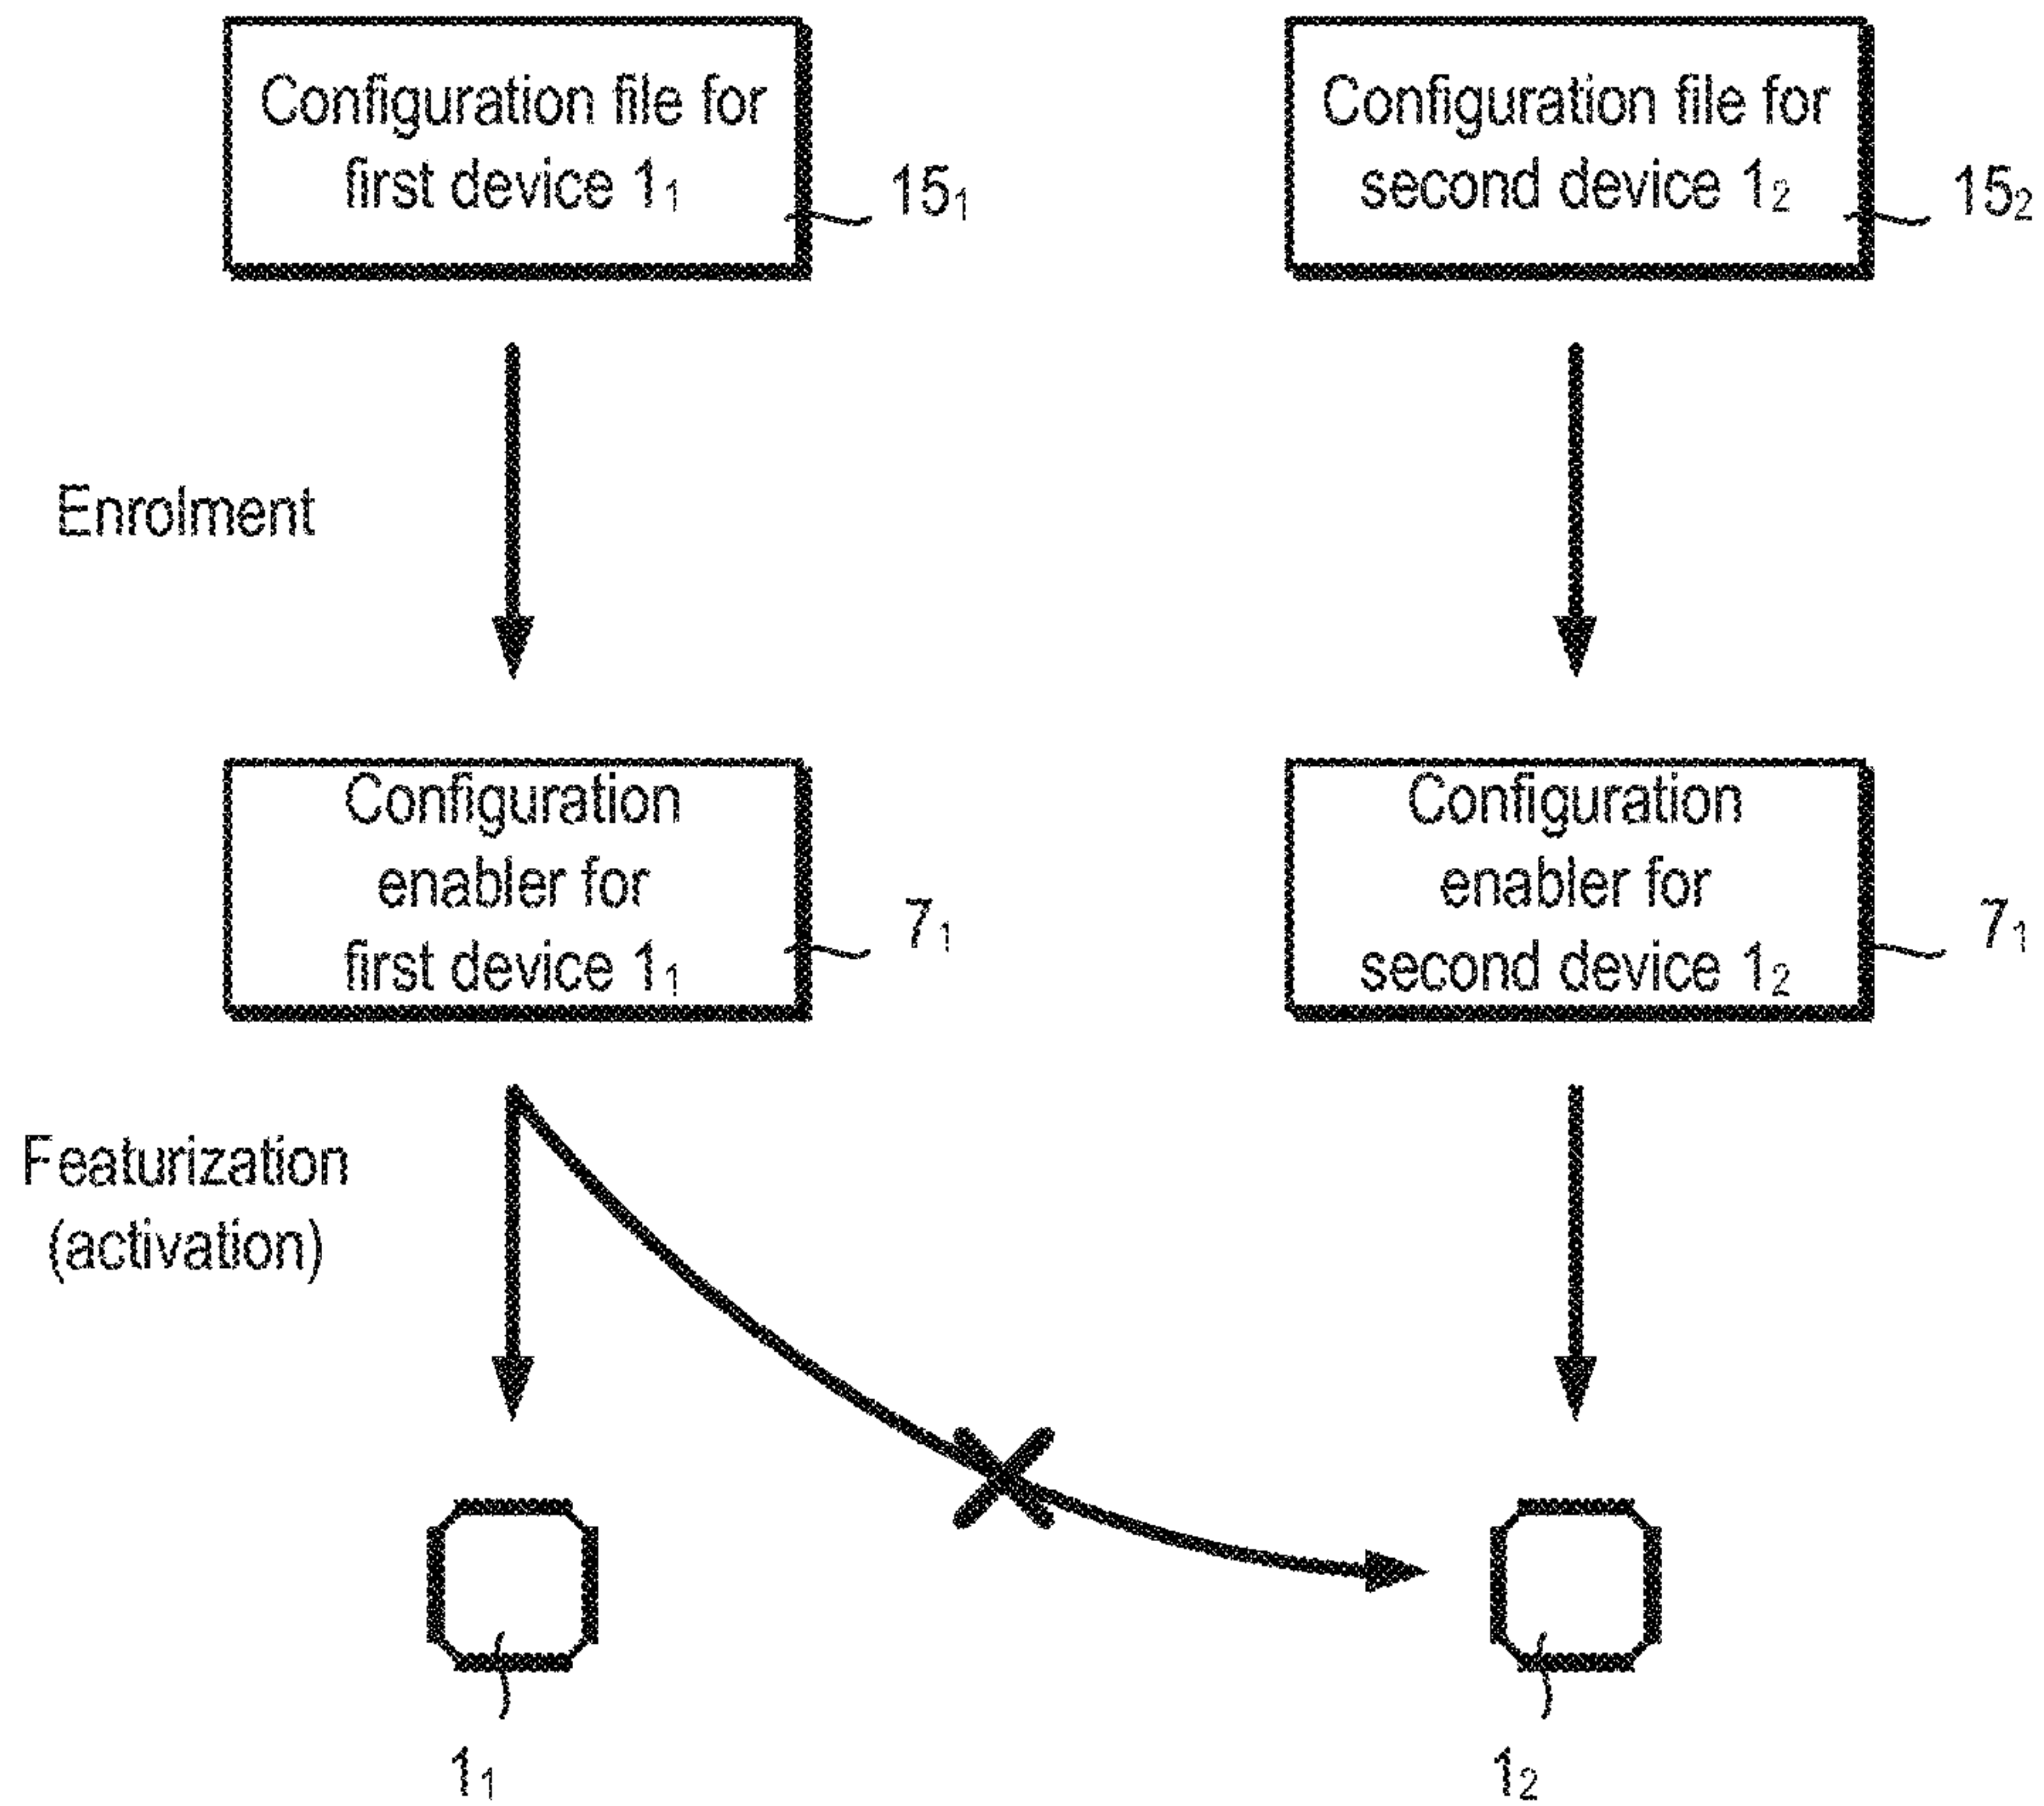 Configuration file for
first device 1₁
15₁
Configuration file for
second device 1₂
15₂
Enrolment
Configuration
enabler for
first device 1₁
7₁
Configuration
enabler for
second device 1₂
7₁
Featurization
(activation)
1₁
1₂